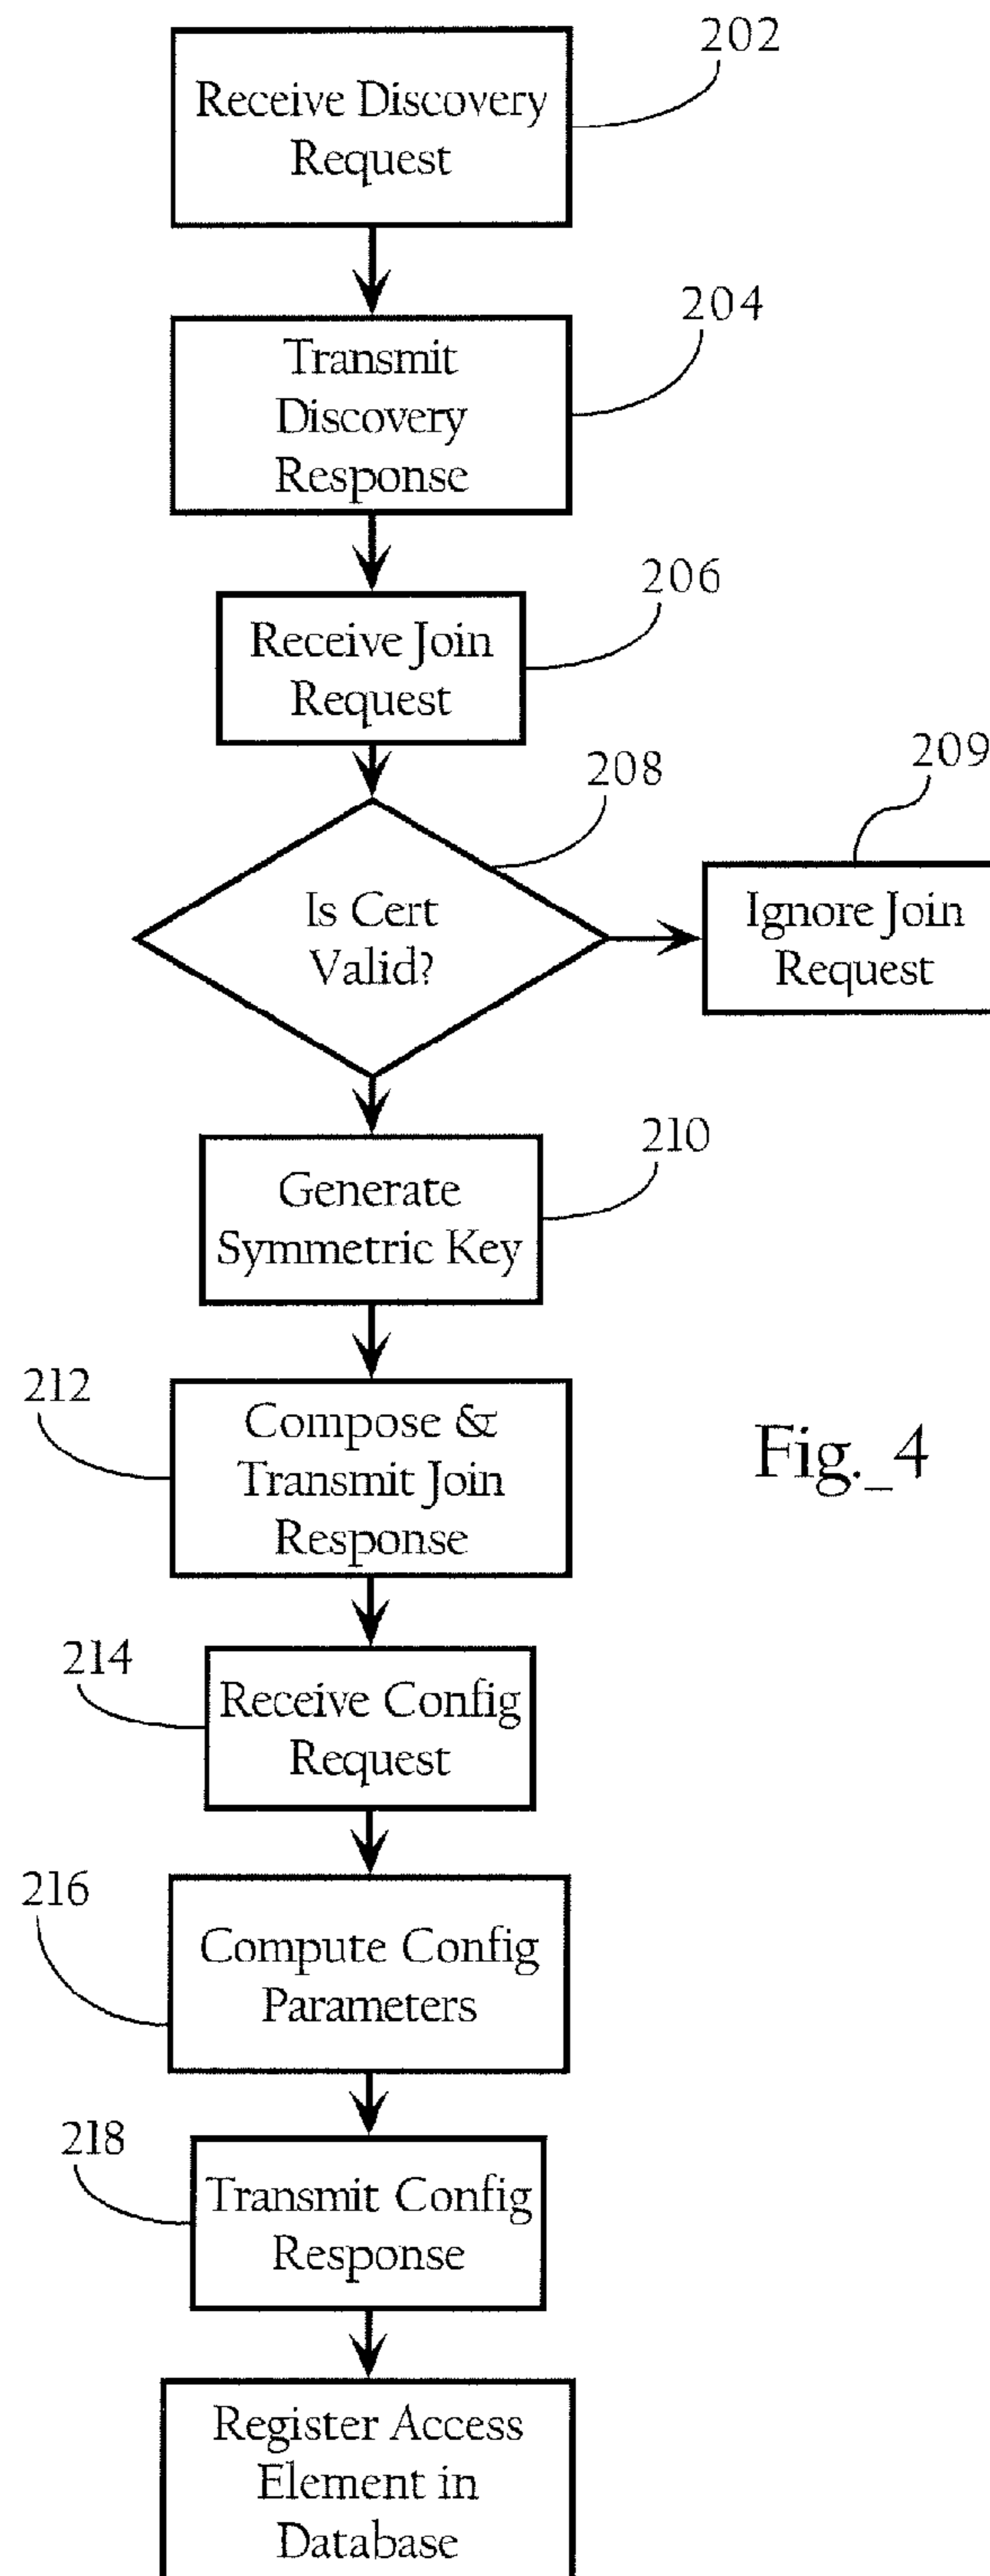 202
Receive Discovery
Request
204
Transmit
Discovery
Response
206
Receive Join
Request
208
209
Is Cert
Valid?
Ignore Join
Request
210
Generate
Symmetric Key
212
Compose &
Transmit Join
Response
Fig._4
214
Receive Config
Request
216
Compute Config
Parameters
218
Transmit Config
Response
Register Access
Element in
Database